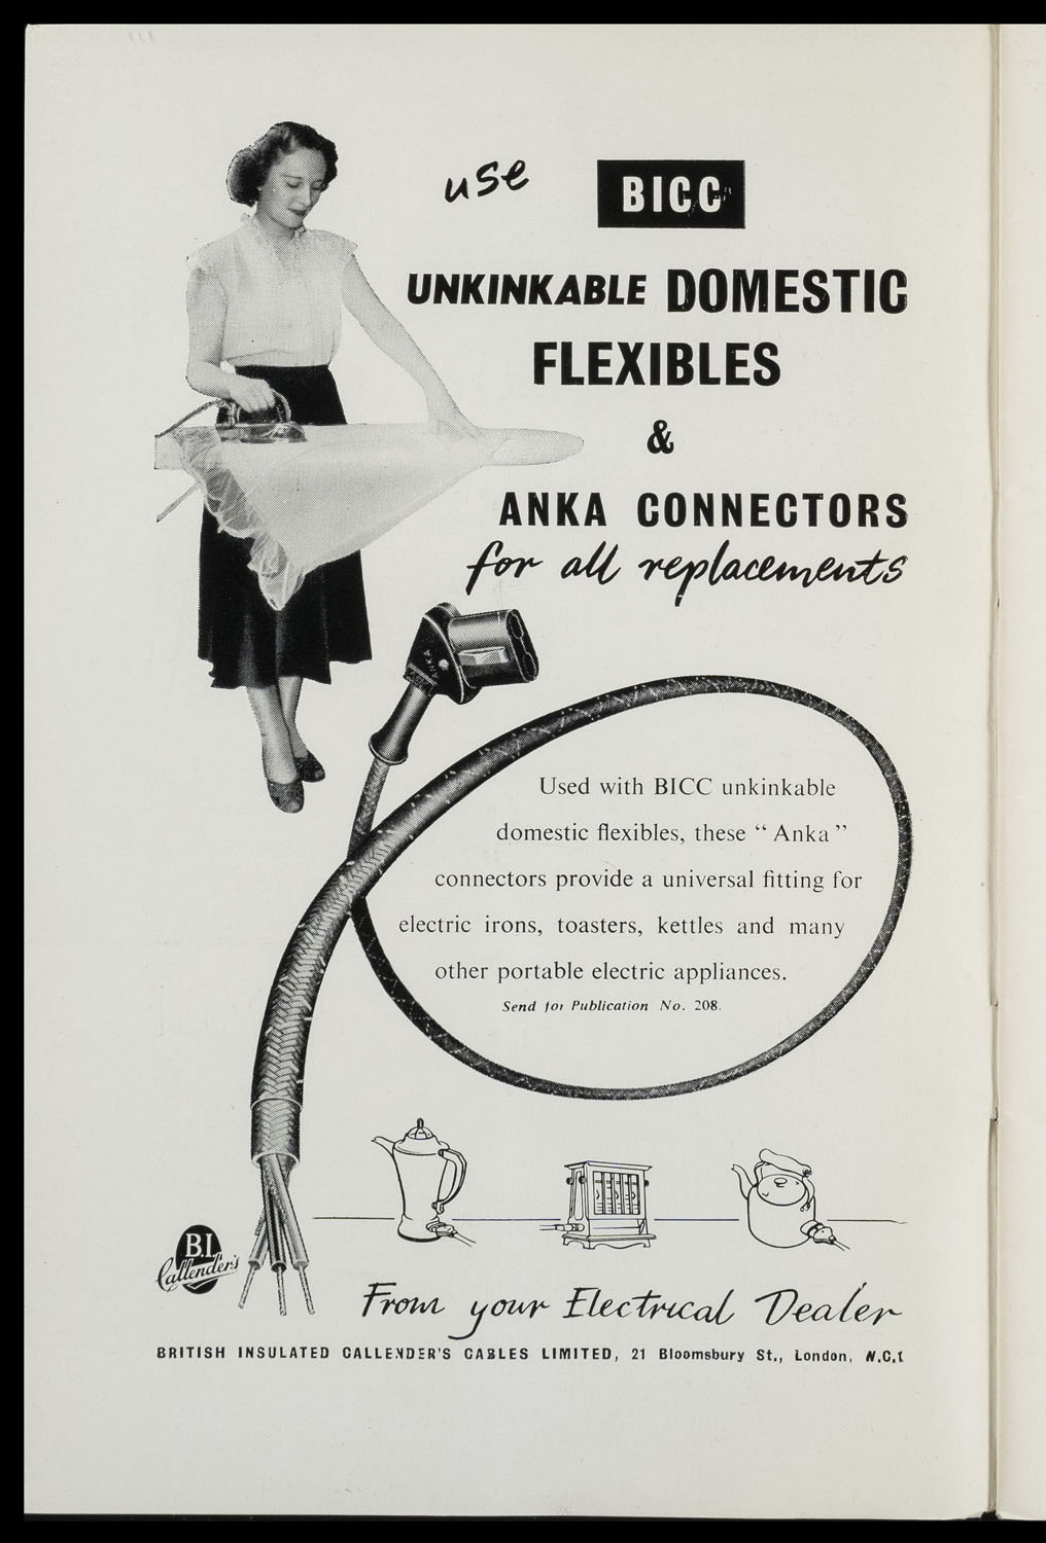 use
BICC
UNKINKABLE DOMESTIC
FLEXIBLES
&
ANKA CONNECTORS
for all replacements
ANKA
Used with BICC unkinkable
domestic flexibles, these “ Anka ”
connectors provide a universal fitting for
electric irons, toasters, kettles and many
other portable electric appliances.
Send for Publication No. 208.
B.I.
Callender's
From your Electrical Dealer
BRITISH INSULATED CALLENDER'S CABLES LIMITED, 21 Bloomsbury St., London, W.C.1